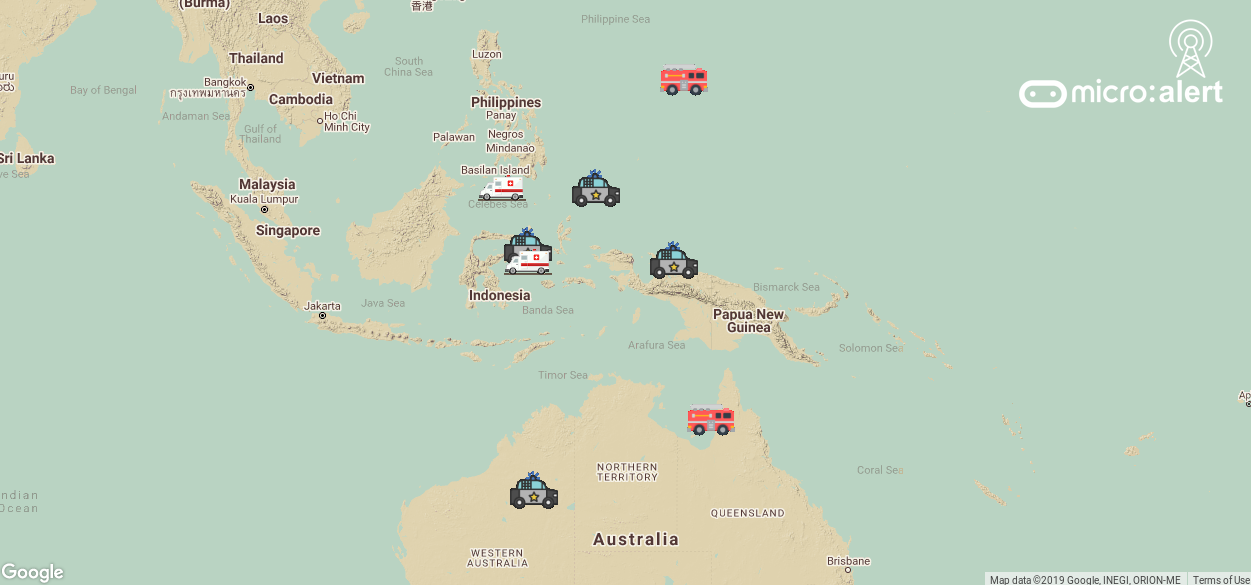 (Burma)
香港
Laos
Philippine Sea
Luzon
Thailand
South
China Sea
Vietnam
Bangkok
กรุงเทพมหานคร
Bay of Bengal
Cambodia
Philippines
micro:alert
Panay
Andaman Sea
Ho Chi
Minh City
Gulf of
Thailand
Palawan
Negros
Mindanao
Sri Lanka
Basilan Island
Malaysia
Kuala Lumpur
Celebes Sea
Singapore
Bismarck Sea
Indonesia
Jakarta
Java Sea
Banda Sea
Papua New
Guinea
Arafura Sea
Solomon Sea
Timor Sea
Ap
NORTHERN
TERRITORY
Coral Sea
ndian
Ocean
QUEENSLAND
Australia
WESTERN
AUSTRALIA
Brisbane
Google
Map data ©2019 Google, INEGI, ORION-ME
Terms of Use